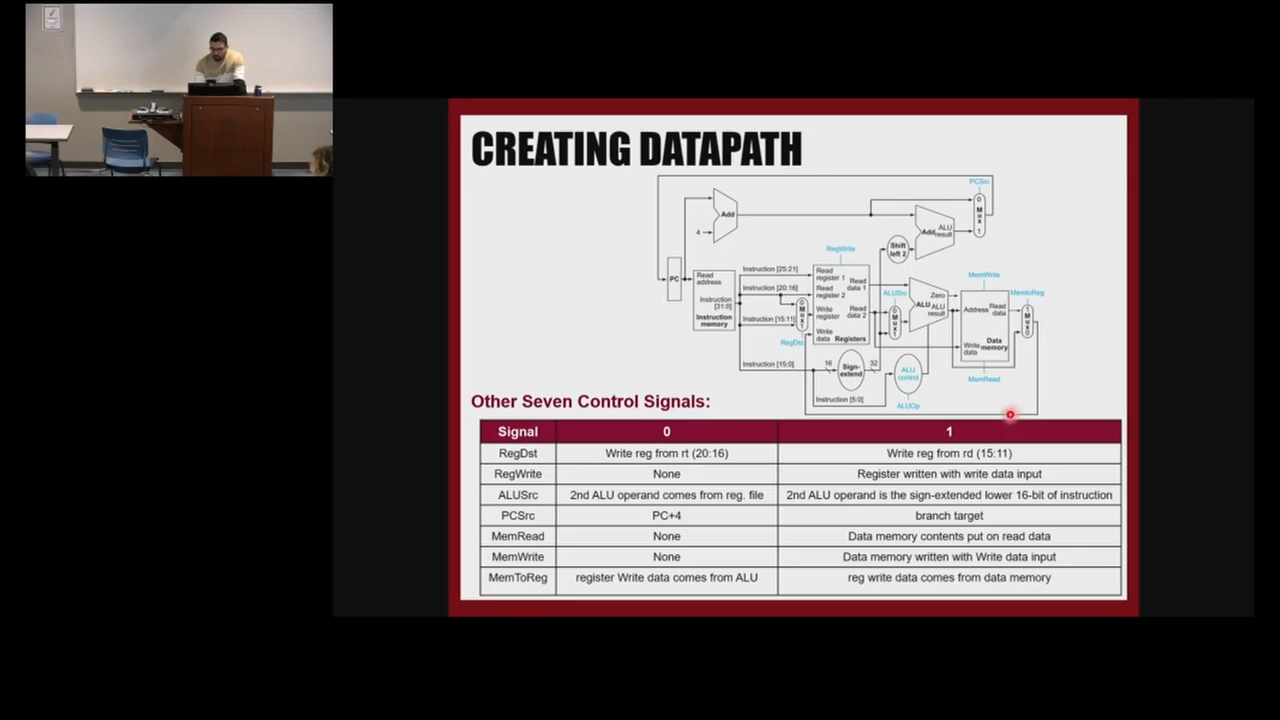 CREATING DATAPATH
PCSrc
0
M
u
x
1
Add
ALU
result
Add
4
Shift
left 2
RegWrite
PC
Read
address
Instruction
[31:0]
Instruction
memory
Instruction [25:21]
Instruction [20:16]
Instruction [15:11]
Instruction [15:0]
Instruction [5:0]
RegDst
Read
register 1
Read
register 2
Write
register
Write
data
Read
data 1
Read
data 2
Registers
ALUSrc
Zero
ALU
ALU
result
MemWrite
Address
Read
data
Write
data
Data
memory
MemRead
MemtoReg
16
Sign-
extend
32
ALU
control
ALUOp
Other Seven Control Signals:
Signal 0 1
RegDst Write reg from rt (20:16) Write reg from rd (15:11)
RegWrite None Register written with write data input
ALUSrc 2nd ALU operand comes from reg. file 2nd ALU operand is the sign-extended lower 16-bit of instruction
PCSrc PC+4 branch target
MemRead None Data memory contents put on read data
MemWrite None Data memory written with Write data input
MemToReg register Write data comes from ALU reg write data comes from data memory